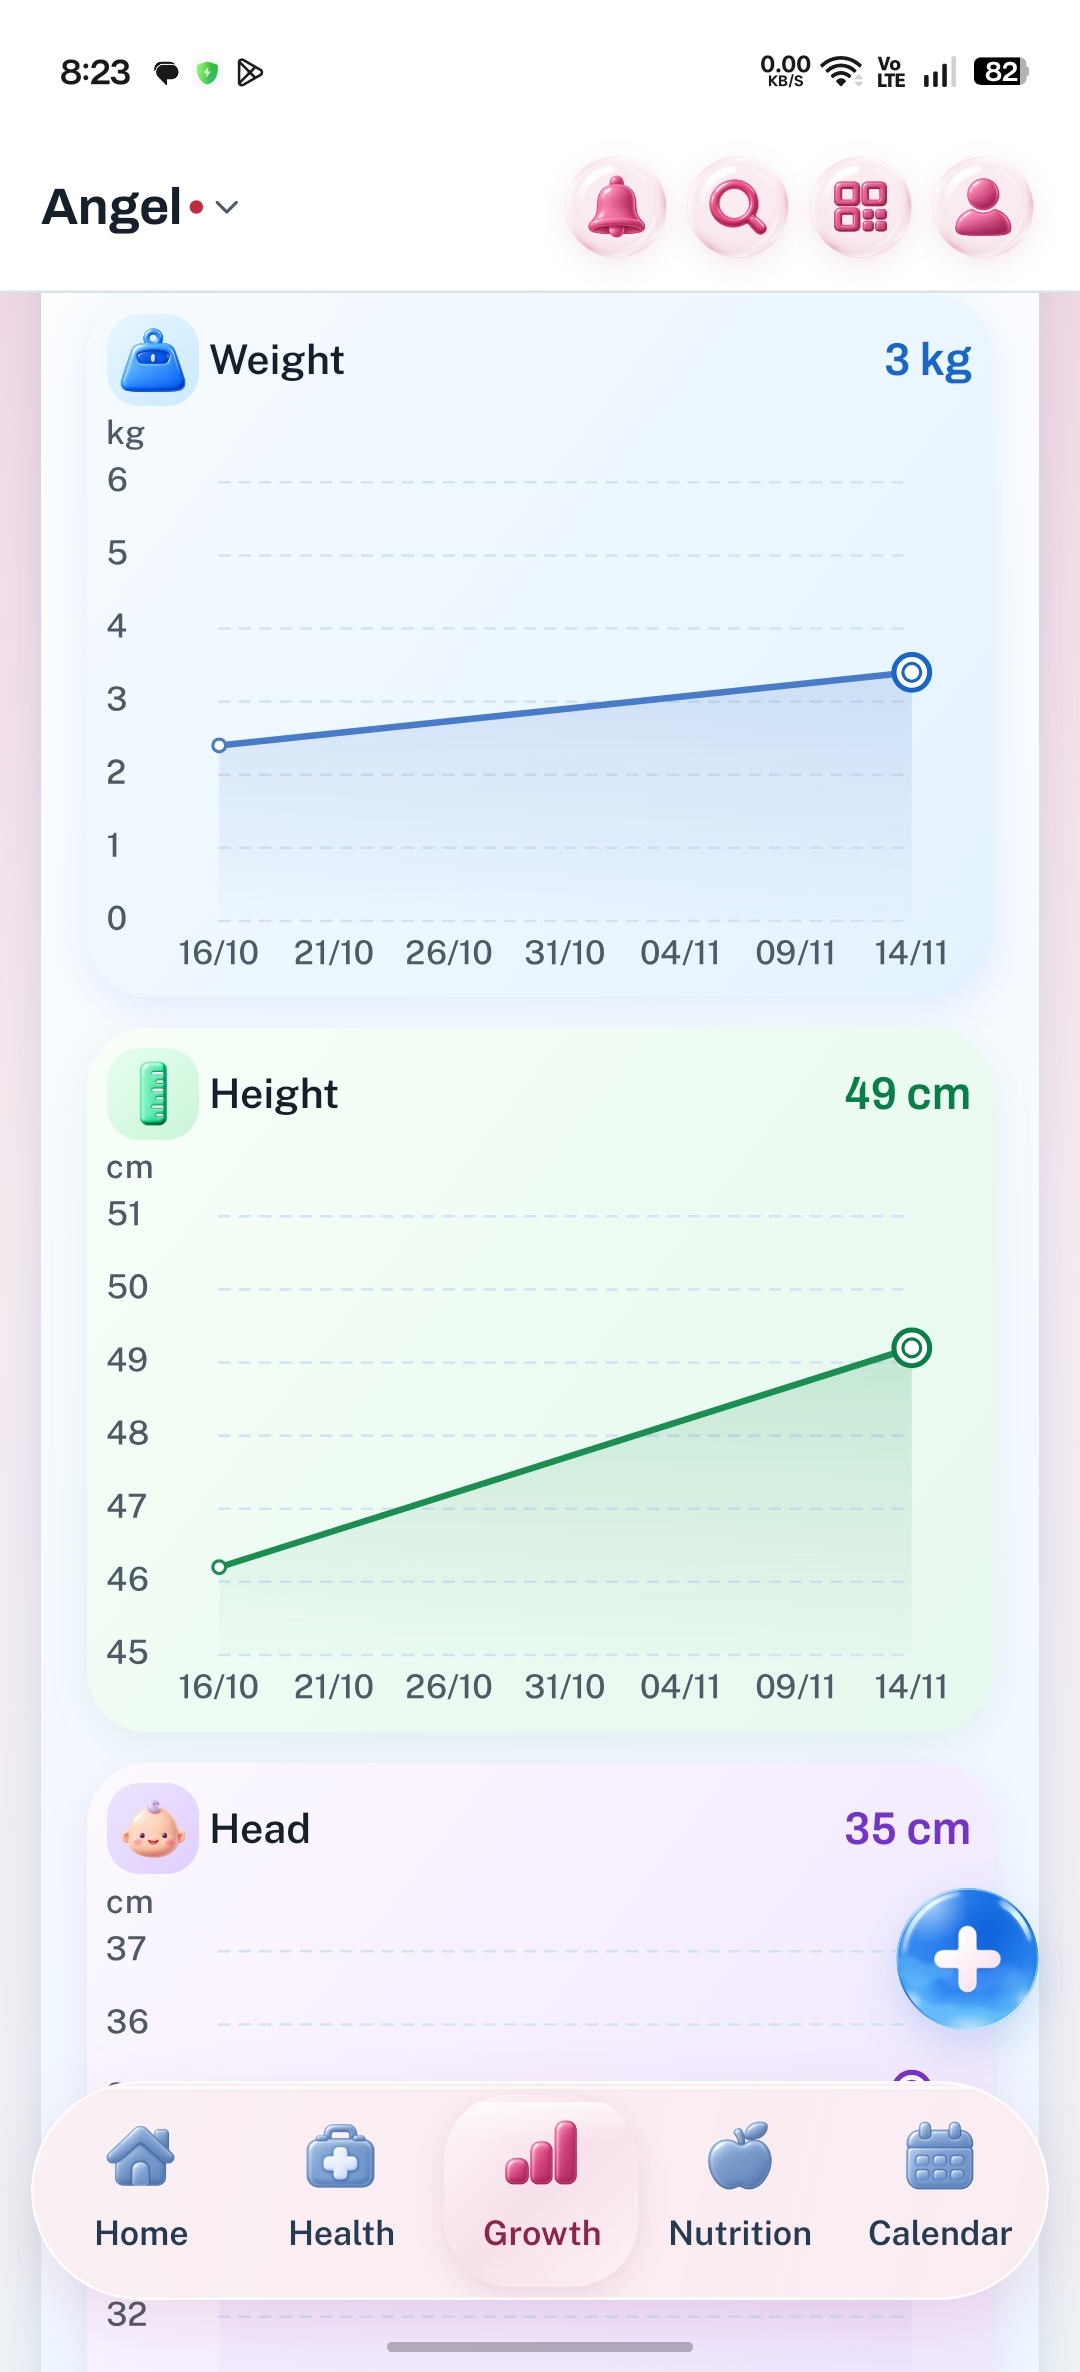 8:23
0.00 KB/S
Vo LTE
82
Angel
Weight 3 kg
kg
6
5
4
3
2
1
0
16/10 21/10 26/10 31/10 04/11 09/11 14/11
Height 49 cm
cm
51
50
49
48
47
46
45
16/10 21/10 26/10 31/10 04/11 09/11 14/11
Head 35 cm
cm
37
36
Home Health Growth Nutrition Calendar
32